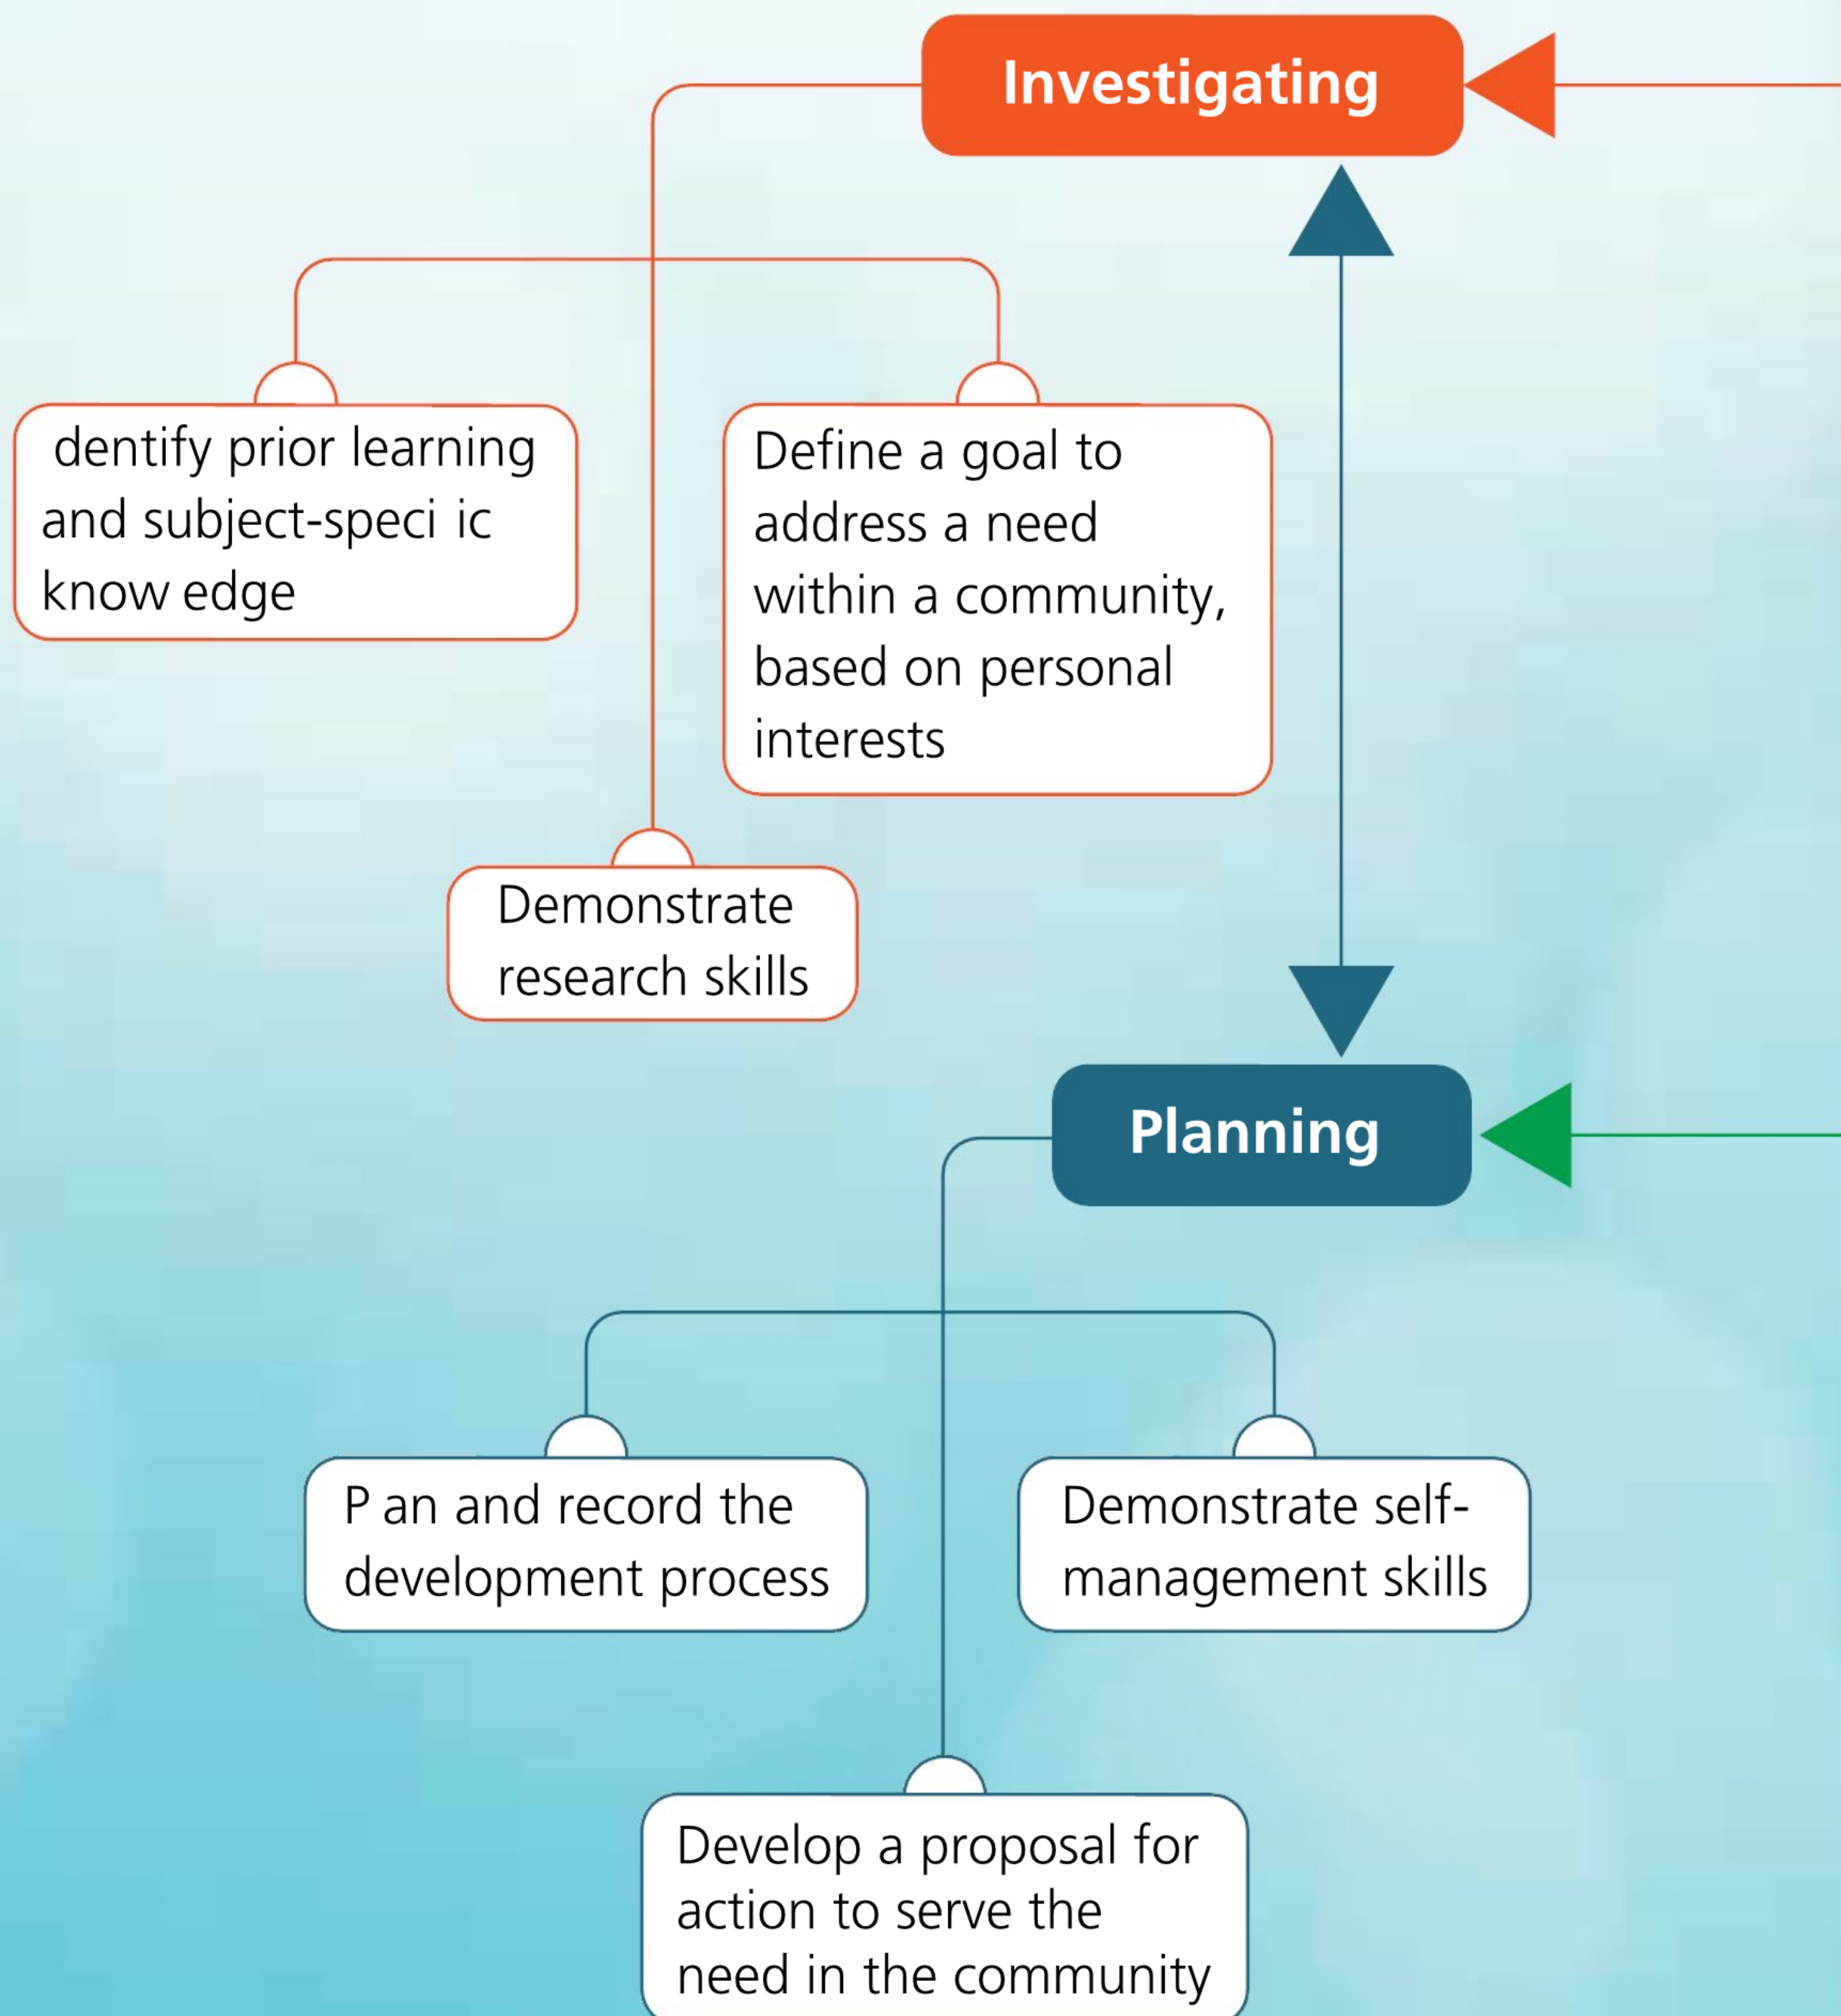 Investigating
dentify prior learning
and subject-speci ic
know edge
Define a goal to
address a need
within a community,
based on personal
interests
Demonstrate
research skills
Planning
P an and record the
development process
Demonstrate self-
management skills
Develop a proposal for
action to serve the
need in the community